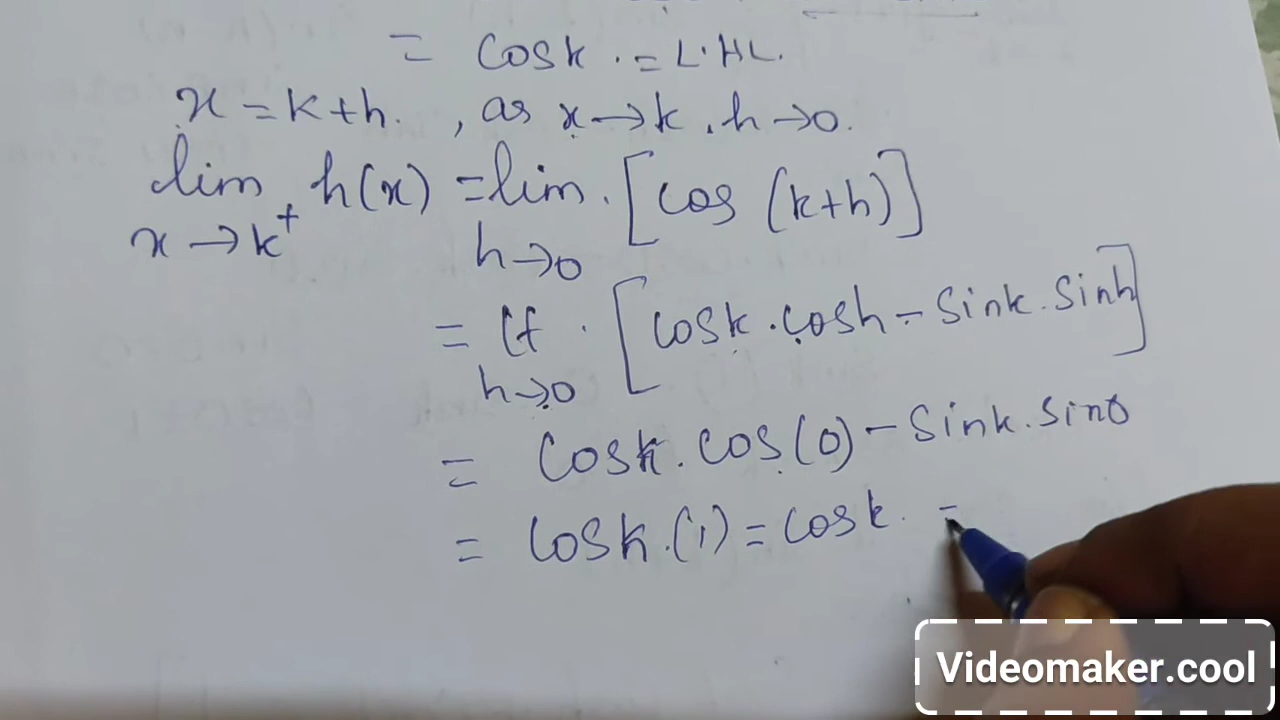 = Cosk . = L.HL.
x = k+h. , as x→k, h→0.
lim h(x) = lim. [cos (k+h)]
x→k⁺ h→0
= lt . [cosk.cosh - Sink.Sinh]
h→0
= Cosk.cos(0) - Sink.sin0
= Cosk.(1) = Cosk. =
Videomaker.cool